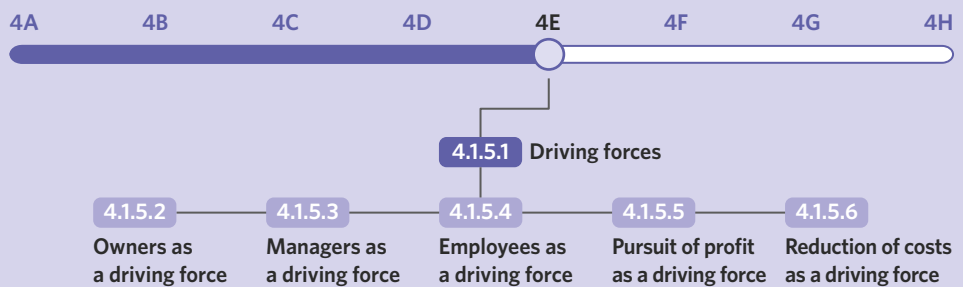 4A 4B 4C 4D 4E 4F 4G 4H
4.1.5.1 Driving forces
4.1.5.2 4.1.5.3 4.1.5.4 4.1.5.5 4.1.5.6
Owners as
a driving force
Managers as
a driving force
Employees as
a driving force
Pursuit of profit
as a driving force
Reduction of costs
as a driving force